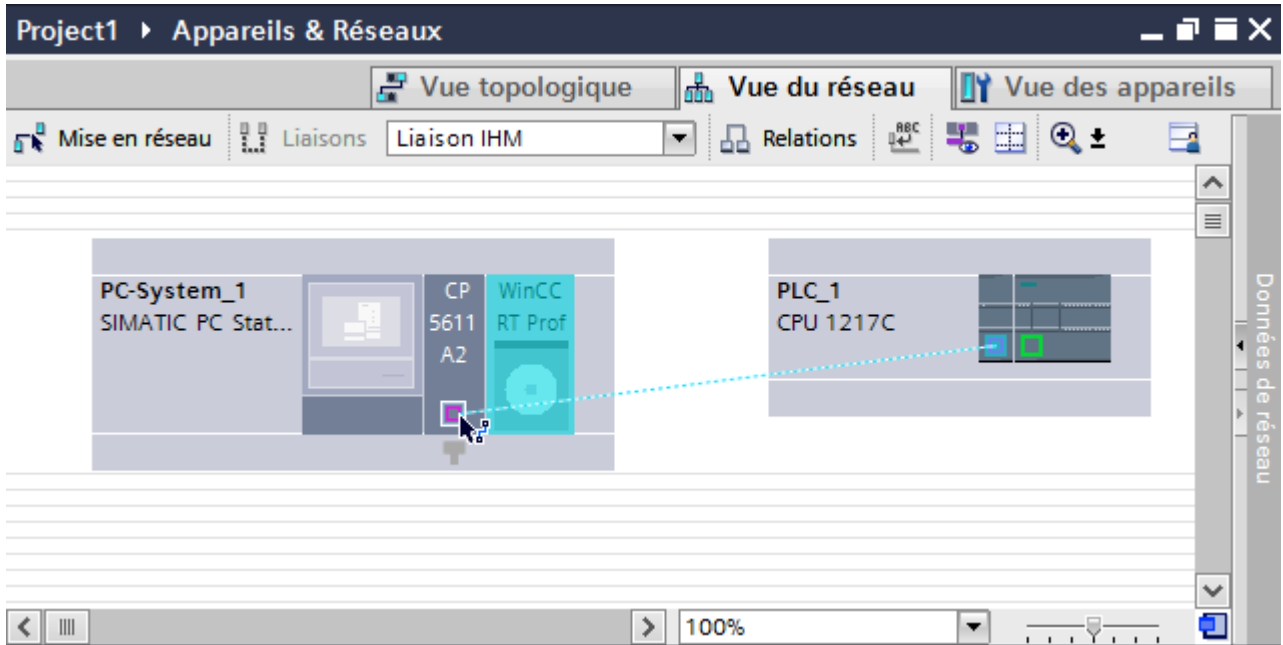 Project1 ▸ Appareils & Réseaux
Vue topologique
Vue du réseau
Vue des appareils
Mise en réseau
Liaisons
Liaison IHM
Relations
ABC
PC-System_1
SIMATIC PC Stat...
CP
5611
A2
WinCC
RT Prof
PLC_1
CPU 1217C
Données de réseau
100%